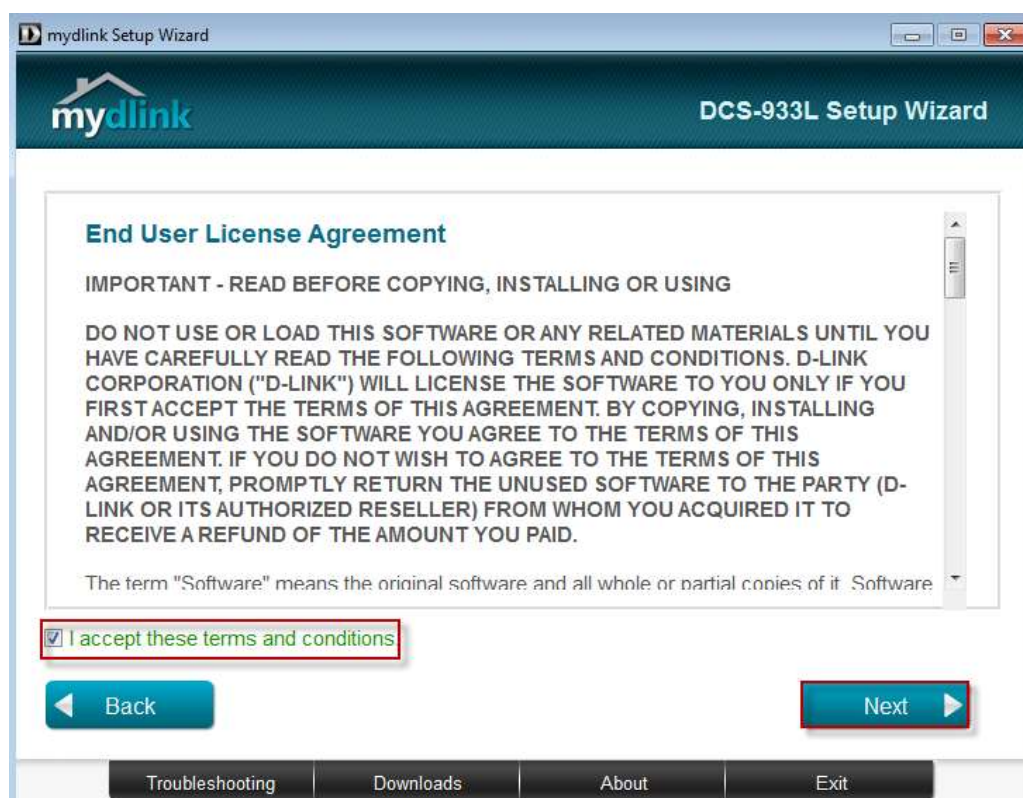 mydlink Setup Wizard
mydlink
DCS-933L Setup Wizard
End User License Agreement
IMPORTANT - READ BEFORE COPYING, INSTALLING OR USING
DO NOT USE OR LOAD THIS SOFTWARE OR ANY RELATED MATERIALS UNTIL YOU
HAVE CAREFULLY READ THE FOLLOWING TERMS AND CONDITIONS. D-LINK
CORPORATION ("D-LINK") WILL LICENSE THE SOFTWARE TO YOU ONLY IF YOU
FIRST ACCEPT THE TERMS OF THIS AGREEMENT. BY COPYING, INSTALLING
AND/OR USING THE SOFTWARE YOU AGREE TO THE TERMS OF THIS
AGREEMENT. IF YOU DO NOT WISH TO AGREE TO THE TERMS OF THIS
AGREEMENT, PROMPTLY RETURN THE UNUSED SOFTWARE TO THE PARTY (D-
LINK OR ITS AUTHORIZED RESELLER) FROM WHOM YOU ACQUIRED IT TO
RECEIVE A REFUND OF THE AMOUNT YOU PAID.
The term "Software" means the original software and all whole or partial copies of it. Software
I accept these terms and conditions.
Back
Next
Troubleshooting
Downloads
About
Exit